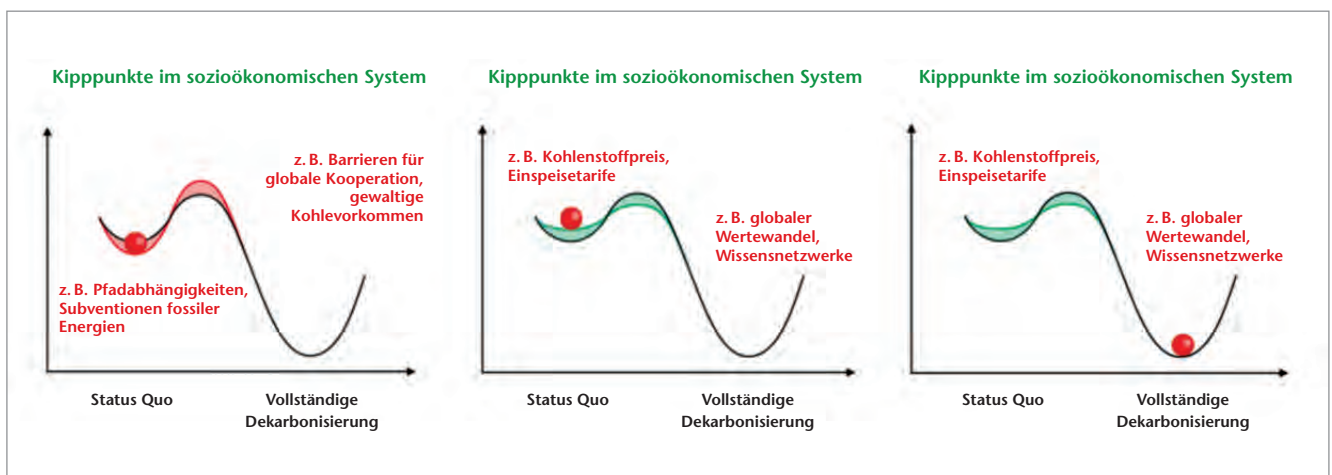 Kipppunkte im sozioökonomischen System
z. B. Barrieren für
globale Kooperation,
gewaltige
Kohlevorkommen
z. B. Pfadabhängigkeiten,
Subventionen fossiler
Energien
Status Quo
Vollständige
Dekarbonisierung
Kipppunkte im sozioökonomischen System
z. B. Kohlenstoffpreis,
Einspeisetarife
z. B. globaler
Wertewandel,
Wissensnetzwerke
Status Quo
Vollständige
Dekarbonisierung
Kipppunkte im sozioökonomischen System
z. B. Kohlenstoffpreis,
Einspeisetarife
z. B. globaler
Wertewandel,
Wissensnetzwerke
Status Quo
Vollständige
Dekarbonisierung